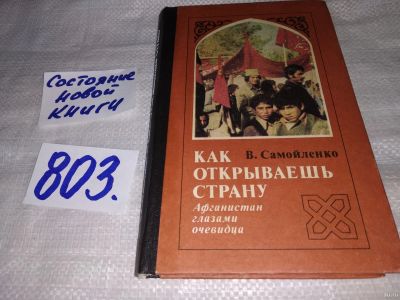 Состояние
новой
книги
803.
В. Самойленко
КАК
ОТКРЫВАЕШЬ
СТРАНУ
Афганистан
глазами
очевидца